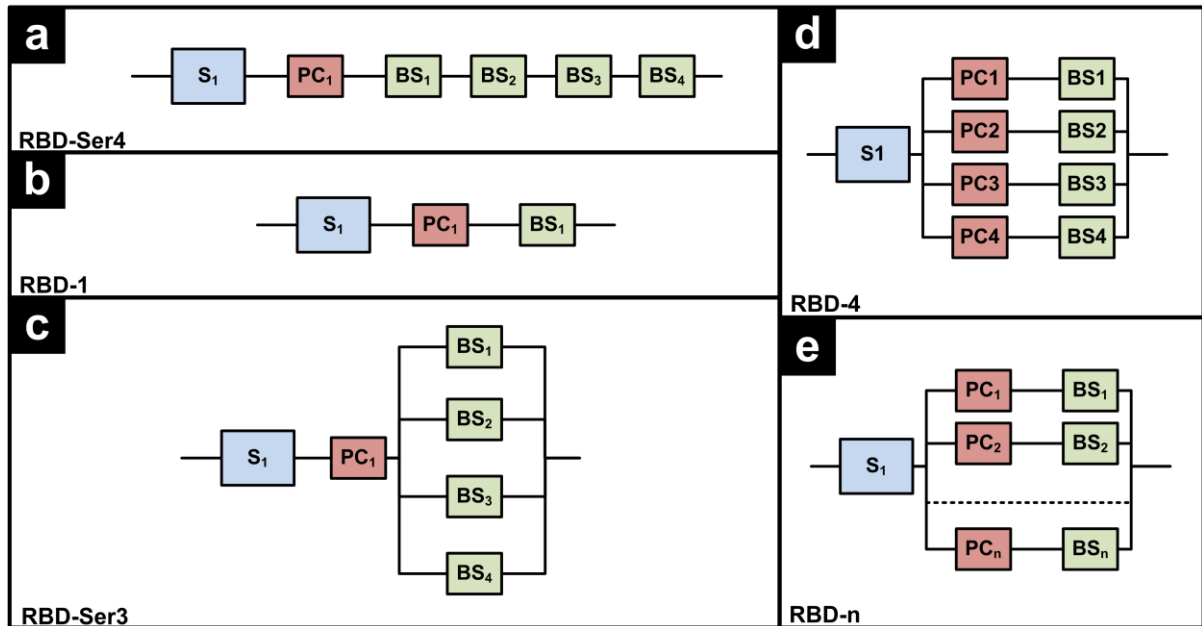 a
S₁ PC₁ BS₁ BS₂ BS₃ BS₄
RBD-Ser4
b
S₁ PC₁ BS₁
RBD-1
c
BS₁
BS₂
S₁ PC₁
BS₃
BS₄
RBD-Ser3
d
PC1 BS1
PC2 BS2
S1
PC3 BS3
PC4 BS4
RBD-4
e
PC₁ BS₁
PC₂ BS₂
S₁
PCₙ BSₙ
RBD-n